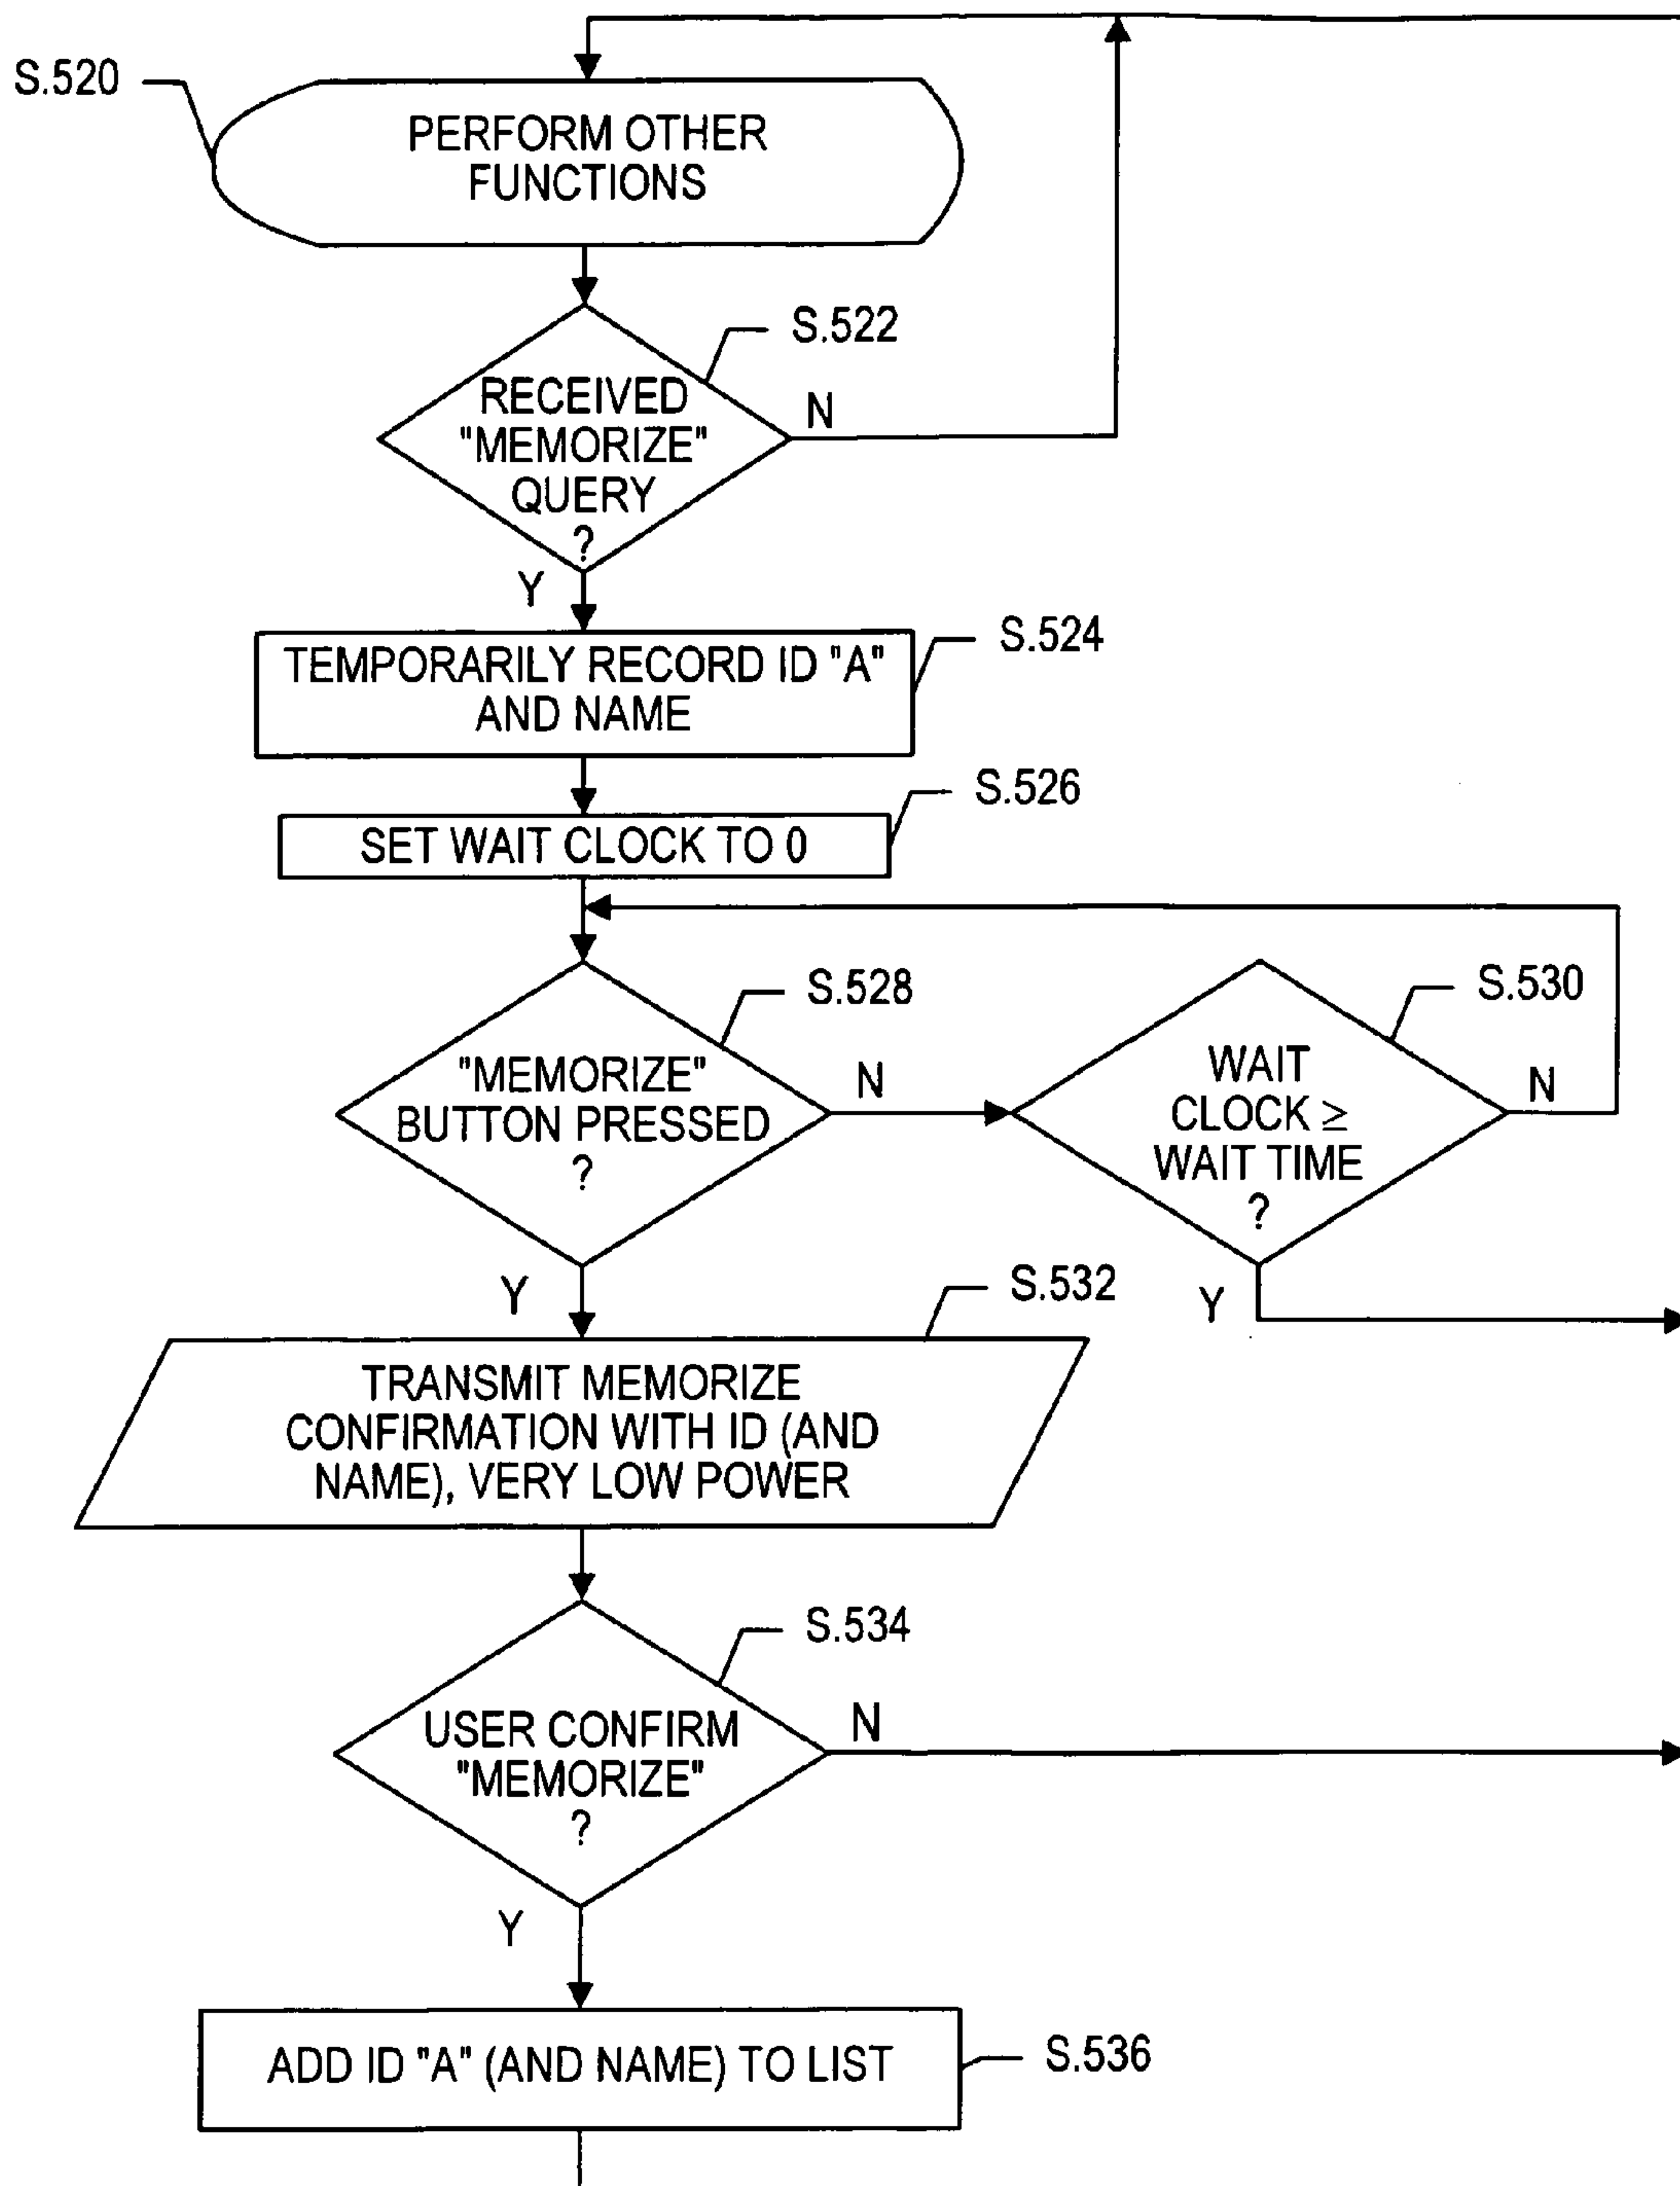 S.520
PERFORM OTHER
FUNCTIONS
S.522
RECEIVED
"MEMORIZE"
QUERY
?
N
Y
S.524
TEMPORARILY RECORD ID "A"
AND NAME
S.526
SET WAIT CLOCK TO 0
S.528
"MEMORIZE"
BUTTON PRESSED
?
N
S.530
WAIT
CLOCK ≥
WAIT TIME
?
N
Y
Y
S.532
TRANSMIT MEMORIZE
CONFIRMATION WITH ID (AND
NAME), VERY LOW POWER
S.534
USER CONFIRM
"MEMORIZE"
?
N
Y
ADD ID "A" (AND NAME) TO LIST
S.536